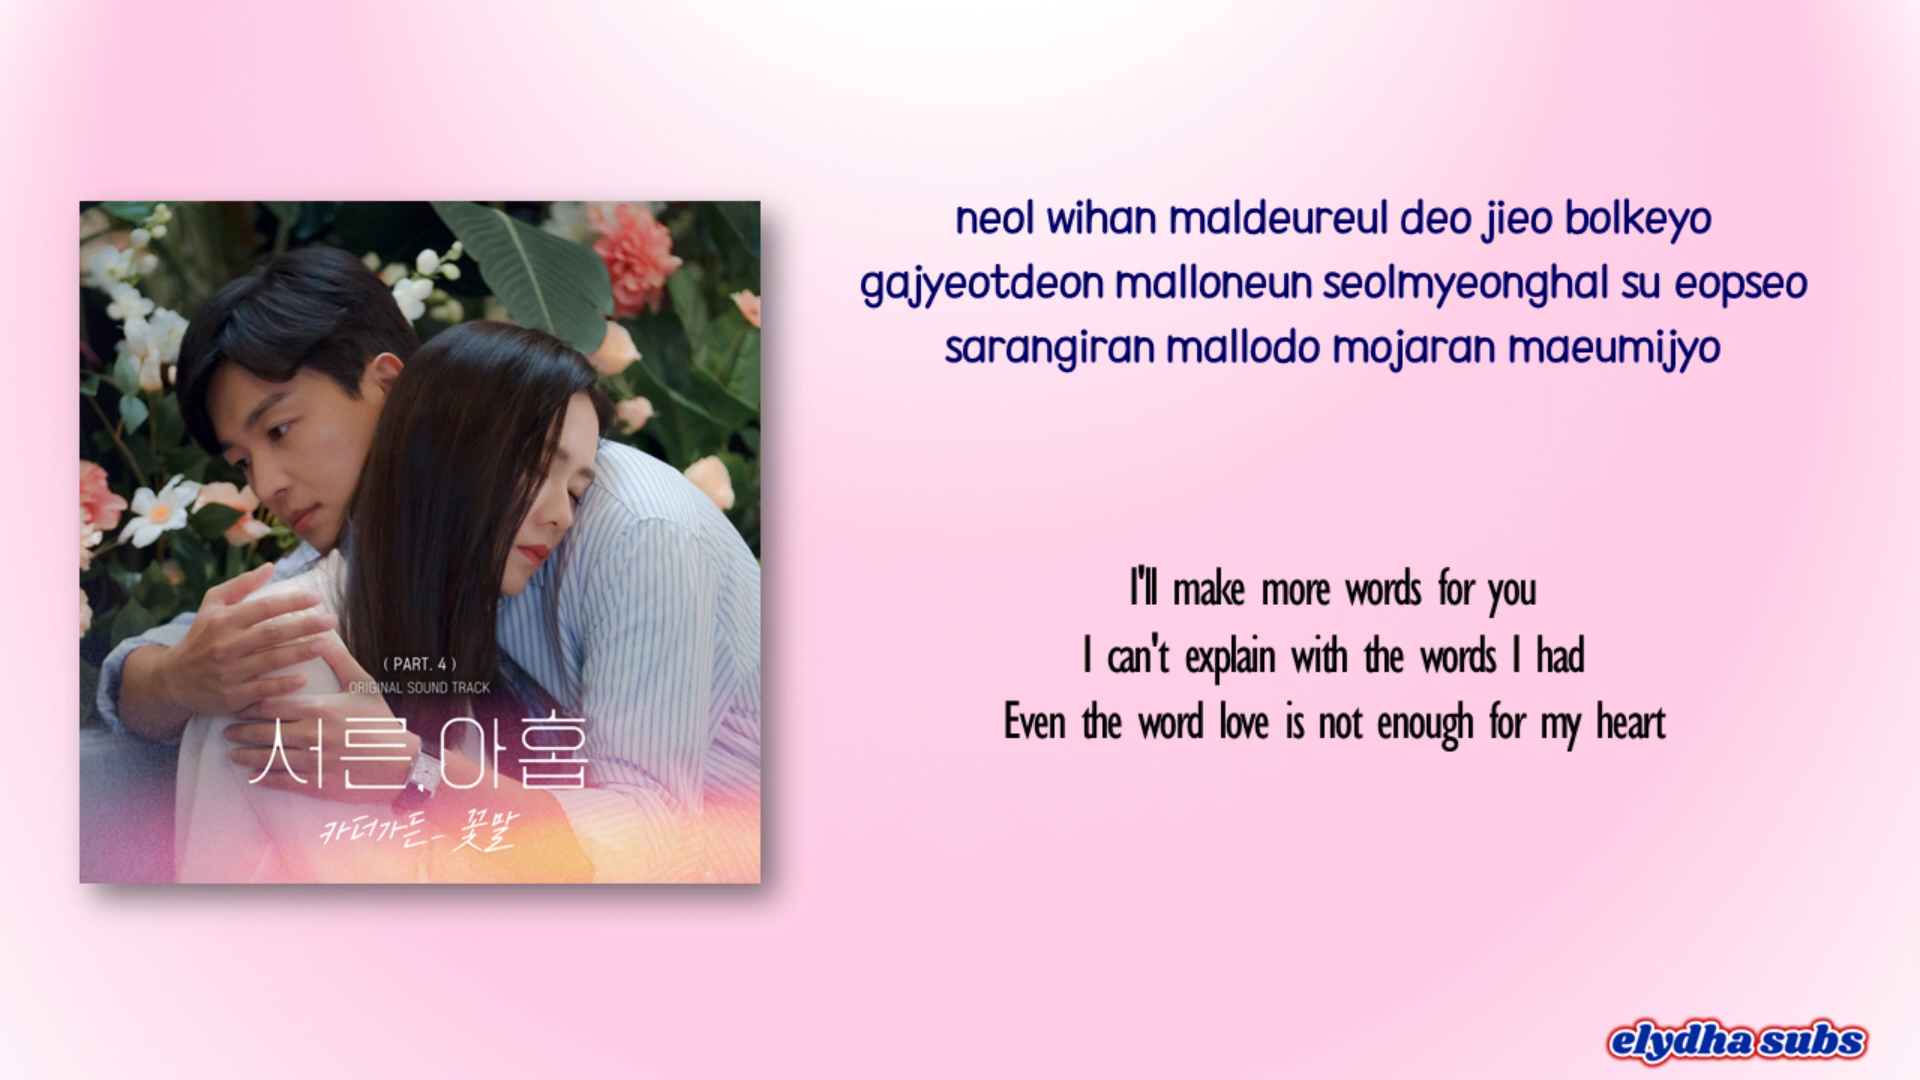 neol wihan maldeureul deo jieo bolkeyo
gajyeotdeon malloneun seolmyeonghal su eopseo
sarangiran mallodo mojaran maeumijyo
I'll make more words for you
I can't explain with the words I had
Even the word love is not enough for my heart
( PART. 4 )
ORIGINAL SOUND TRACK
서른,아홉
카더가든_ 꽃말
elydha subs